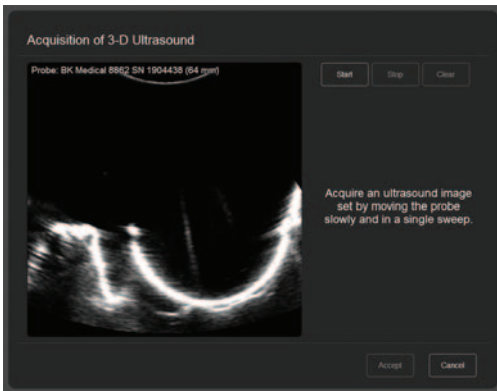 Acquisition of 3-D Ultrasound
Probe: BK Medical 8862 SN 1904438 (64 mm)
Start
Stop
Clear
Acquire an ultrasound image
set by moving the probe
slowly and in a single sweep.
Accept
Cancel